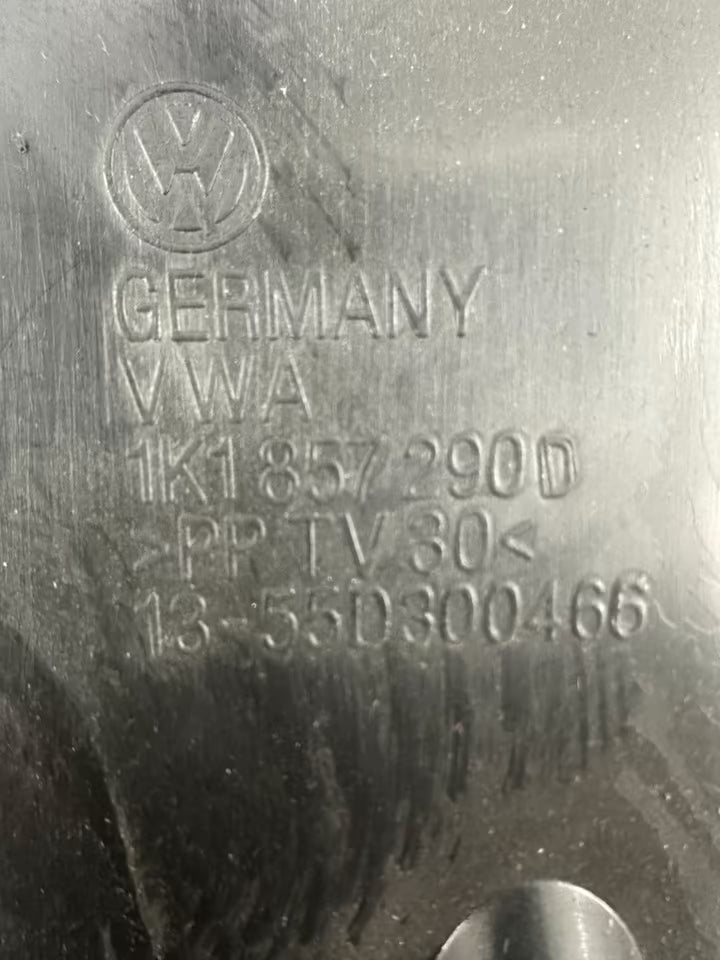 GERMANY
VWA
1K1 857 290 D
>PP TV 30<
13-55D300466